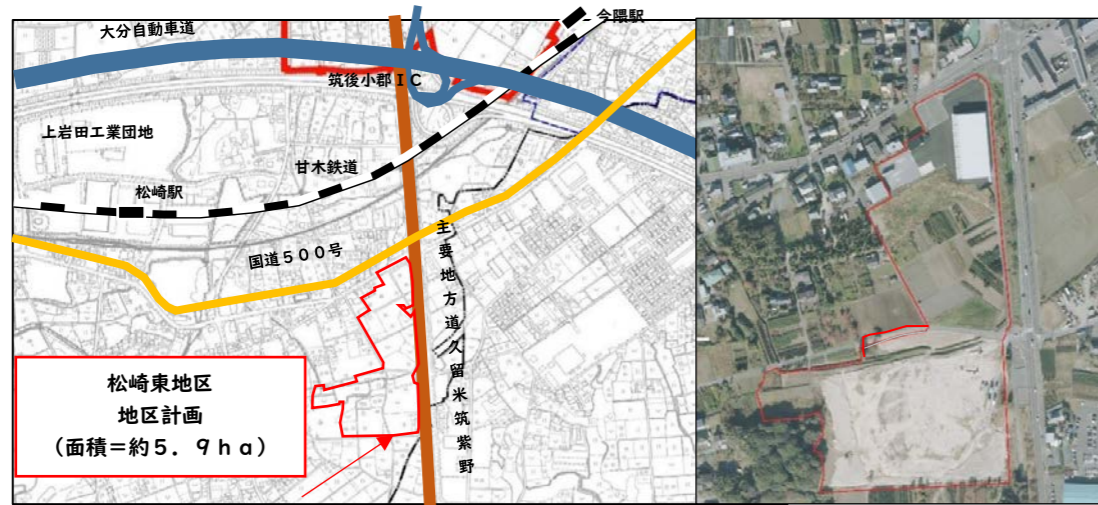 今隈駅
大分自動車道
筑後小郡ＩＣ
上岩田工業団地
甘木鉄道
松崎駅
国道５００号
主要地方道久留米筑紫野
松崎東地区
地区計画
（面積＝約５．９ｈａ）